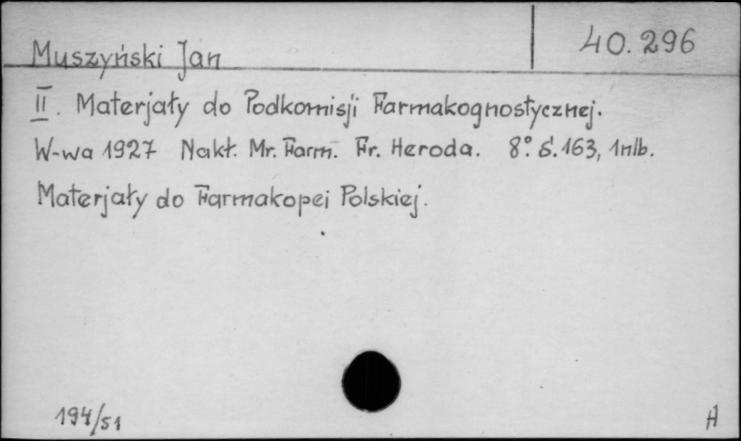 Muszyński Jan
40.296
II. Materjały do Podkomisji Farmakognostycznej.
W-wa 1927 Nakł. Mr. Farm. Fr. Heroda. 8° s. 163, 1nlb.
Materjały do Farmakopei Polskiej.
194/51
A